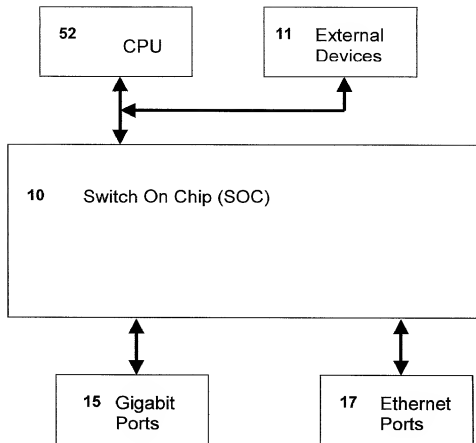 52 CPU
11 External
Devices
10 Switch On Chip (SOC)
15 Gigabit
Ports
17 Ethernet
Ports